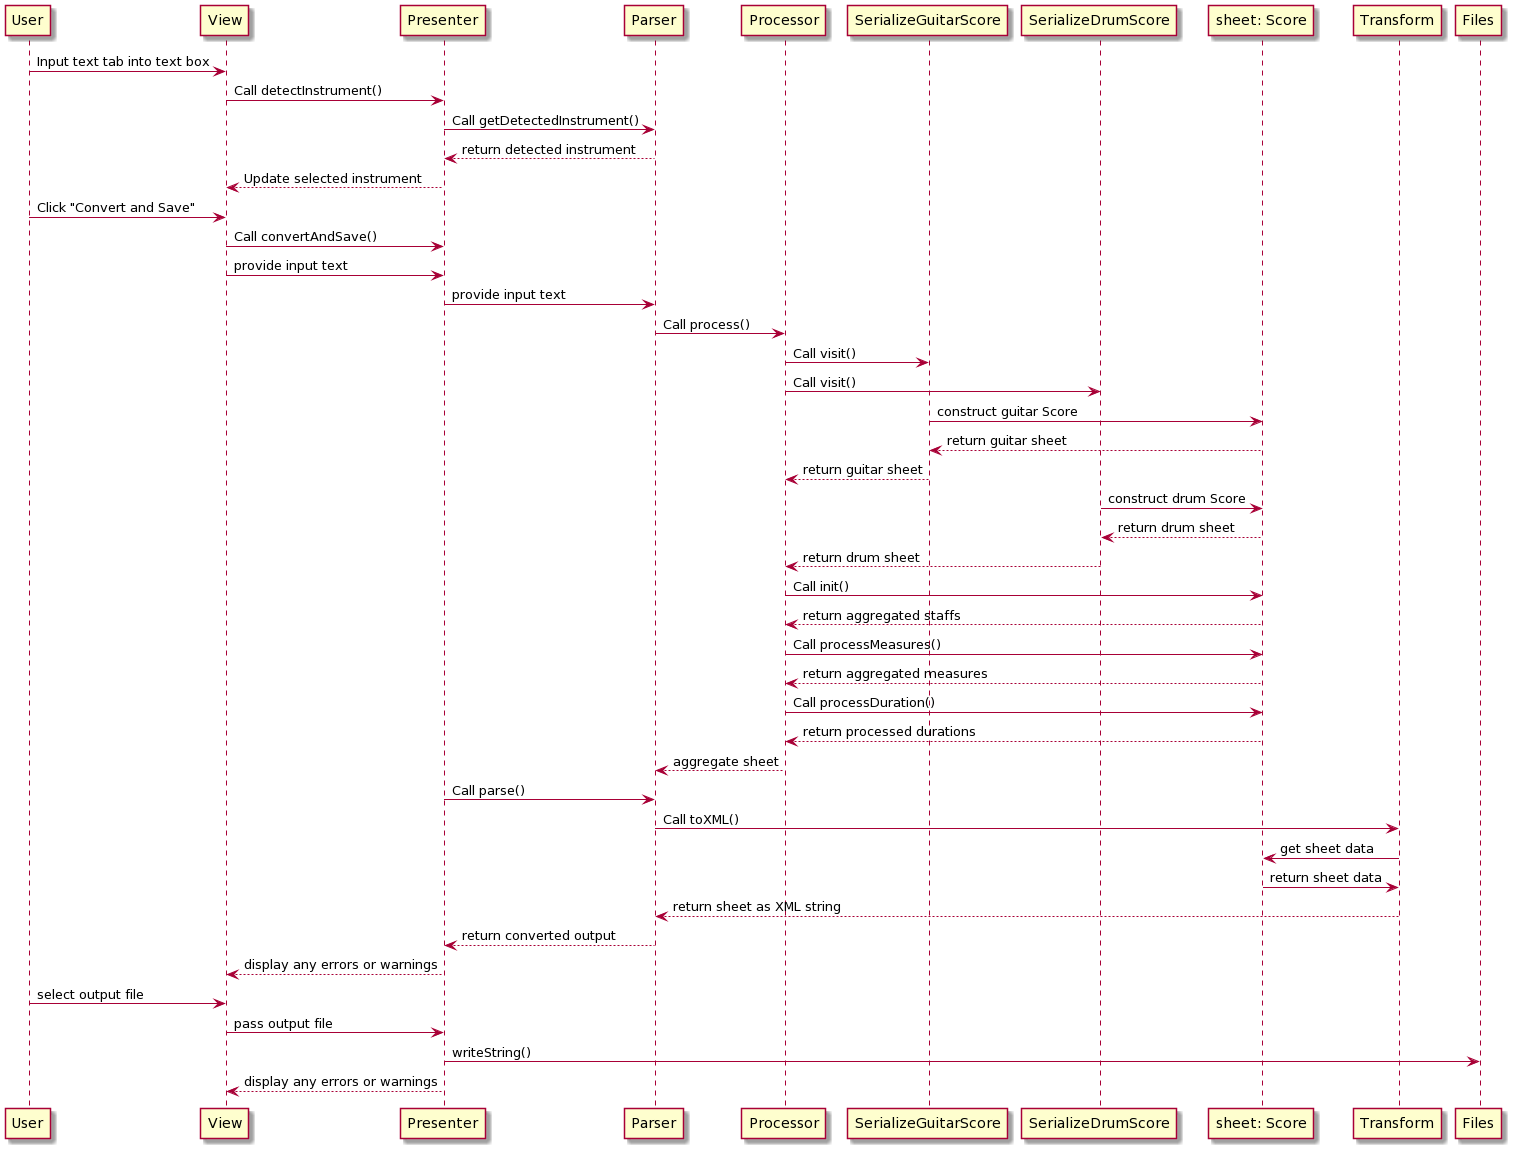 User View Presenter Parser Processor SerializeGuitarScore SerializeDrumScore sheet: Score Transform Files
Input text tab into text box
Call detectInstrument()
Call getDetectedInstrument()
return detected instrument
Update selected instrument
Click "Convert and Save"
Call convertAndSave()
provide input text
provide input text
Call process()
Call visit()
Call visit()
construct guitar Score
return guitar sheet
return guitar sheet
construct drum Score
return drum sheet
return drum sheet
Call init()
return aggregated staffs
Call processMeasures()
return aggregated measures
Call processDuration()
return processed durations
aggregate sheet
Call parse()
Call toXML()
get sheet data
return sheet data
return sheet as XML string
return converted output
display any errors or warnings
select output file
pass output file
writeString()
display any errors or warnings
User View Presenter Parser Processor SerializeGuitarScore SerializeDrumScore sheet: Score Transform Files